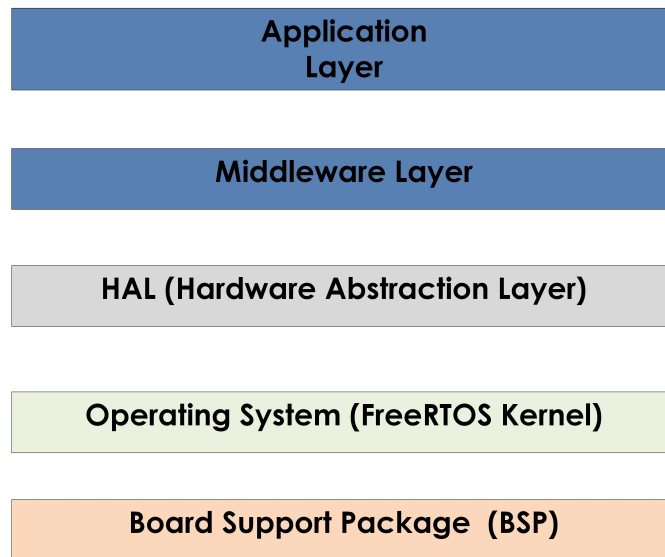 Application
Layer
Middleware Layer
HAL (Hardware Abstraction Layer)
Operating System (FreeRTOS Kernel)
Board Support Package  (BSP)